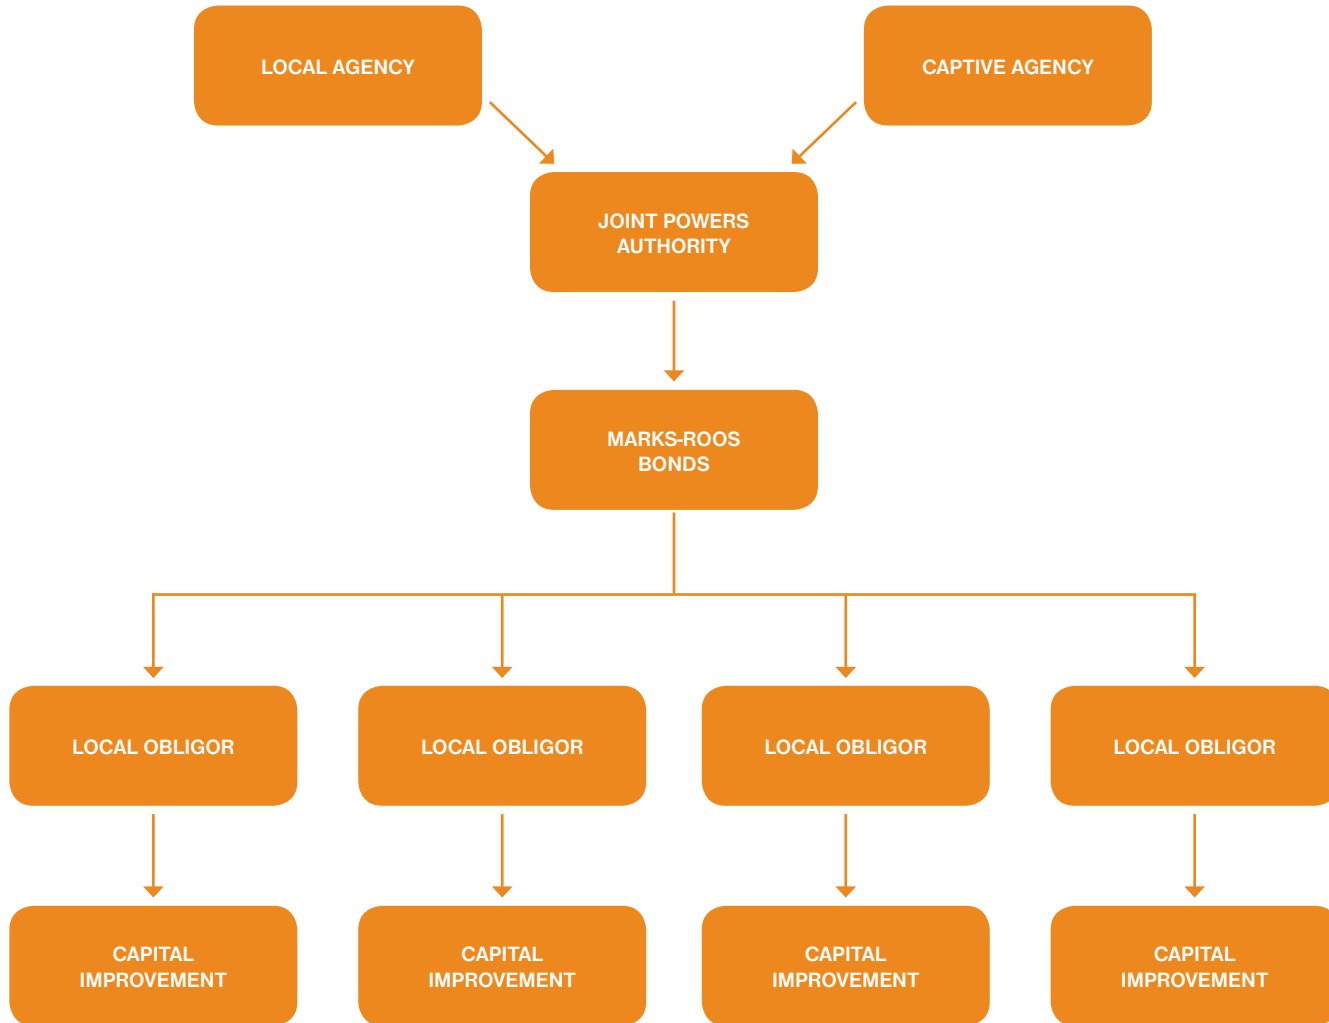 LOCAL AGENCY
CAPTIVE AGENCY
JOINT POWERS
AUTHORITY
MARKS-ROOS
BONDS
LOCAL OBLIGOR
LOCAL OBLIGOR
LOCAL OBLIGOR
LOCAL OBLIGOR
CAPITAL
IMPROVEMENT
CAPITAL
IMPROVEMENT
CAPITAL
IMPROVEMENT
CAPITAL
IMPROVEMENT